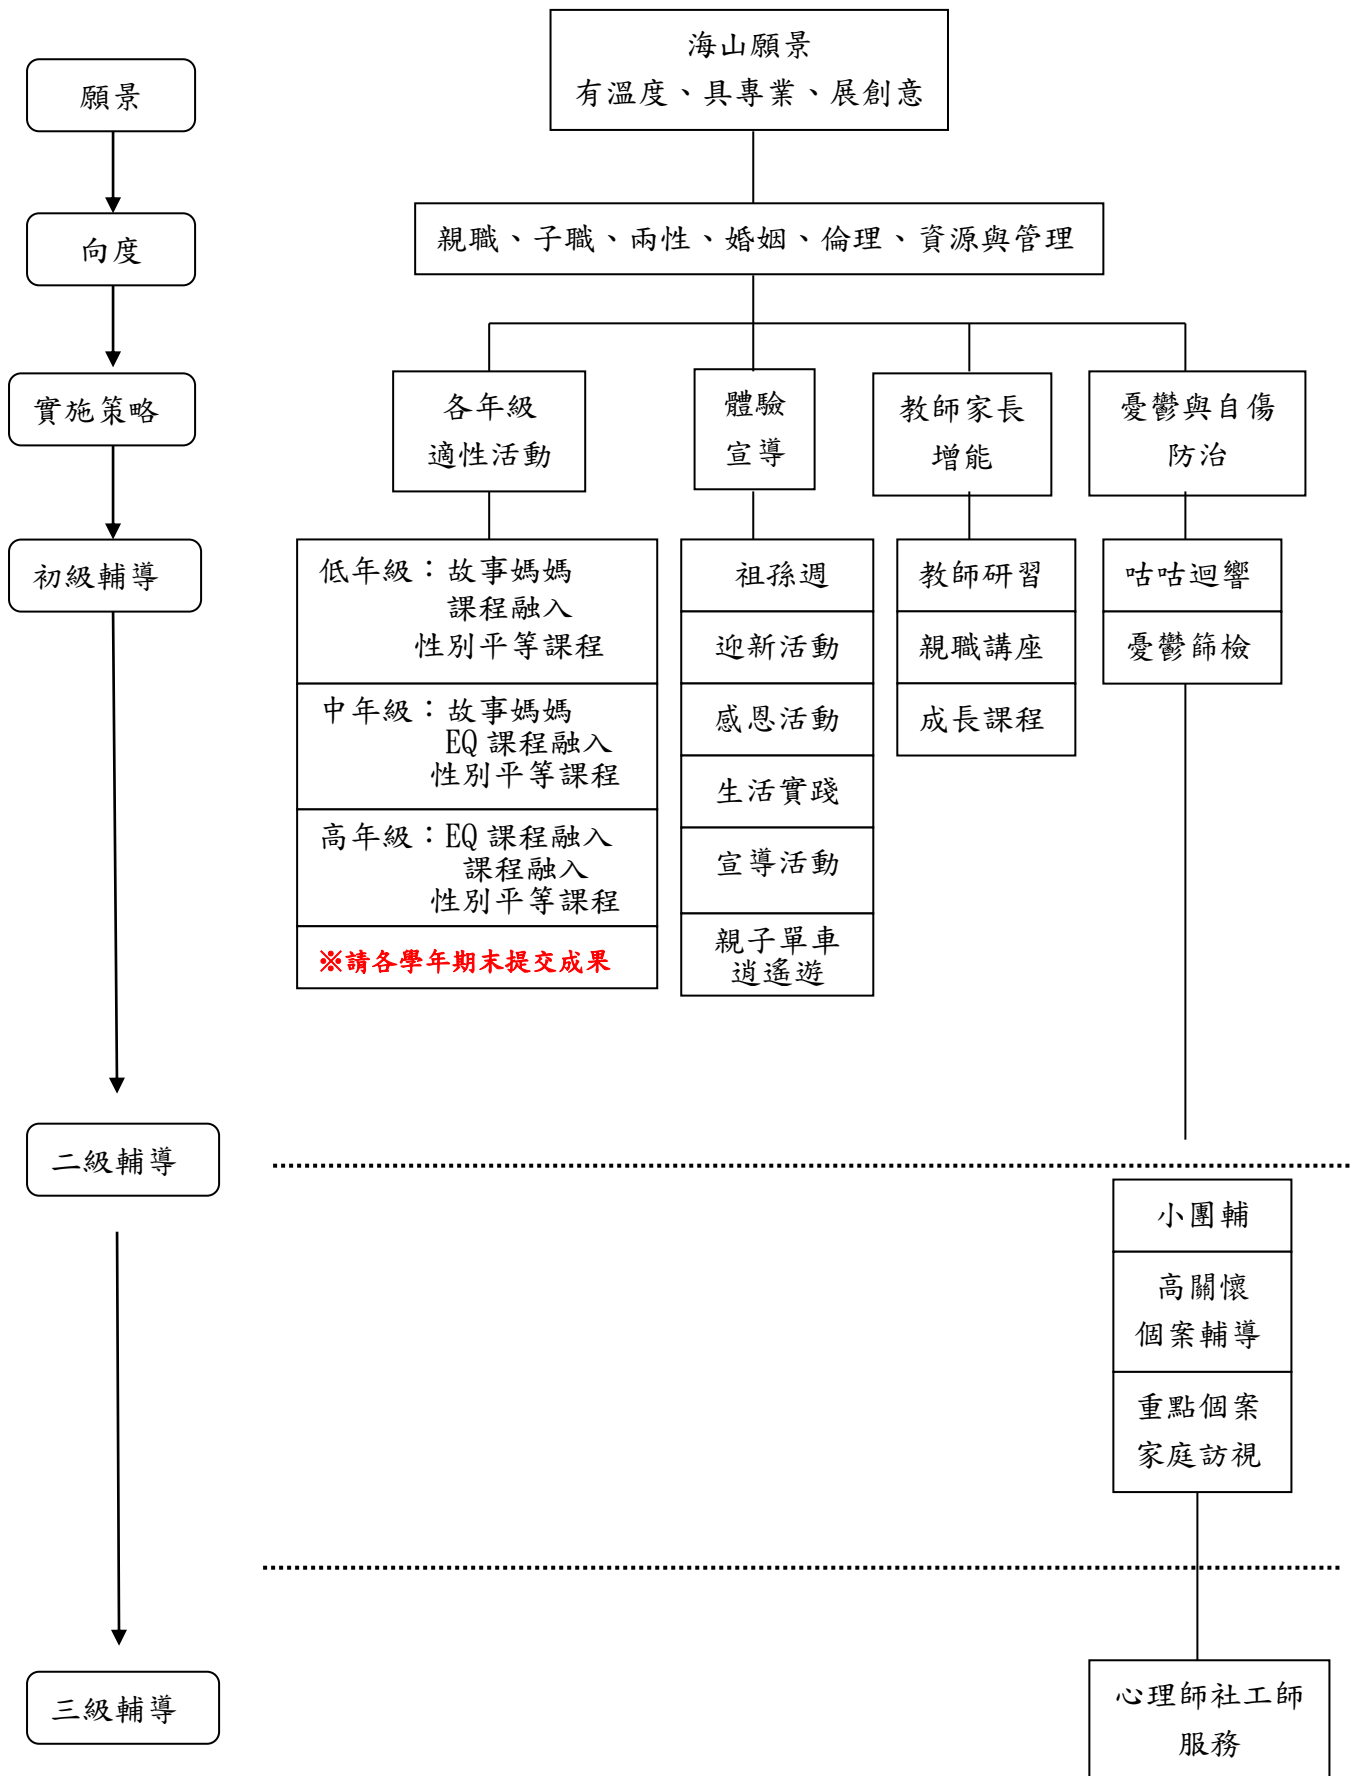 海山願景
有溫度、具專業、展創意
願景
親職、子職、兩性、婚姻、倫理、資源與管理
向度
實施策略
各年級
適性活動
體驗
宣導
教師家長
增能
憂鬱與自傷
防治
初級輔導
低年級：故事媽媽
課程融入
性別平等課程
中年級：故事媽媽
EQ 課程融入
性別平等課程
高年級：EQ 課程融入
課程融入
性別平等課程
※請各學年期末提交成果
祖孫週
迎新活動
感恩活動
生活實踐
宣導活動
親子單車
逍遙遊
教師研習
親職講座
成長課程
咕咕迴響
憂鬱篩檢
二級輔導
小團輔
高關懷
個案輔導
重點個案
家庭訪視
三級輔導
心理師社工師
服務